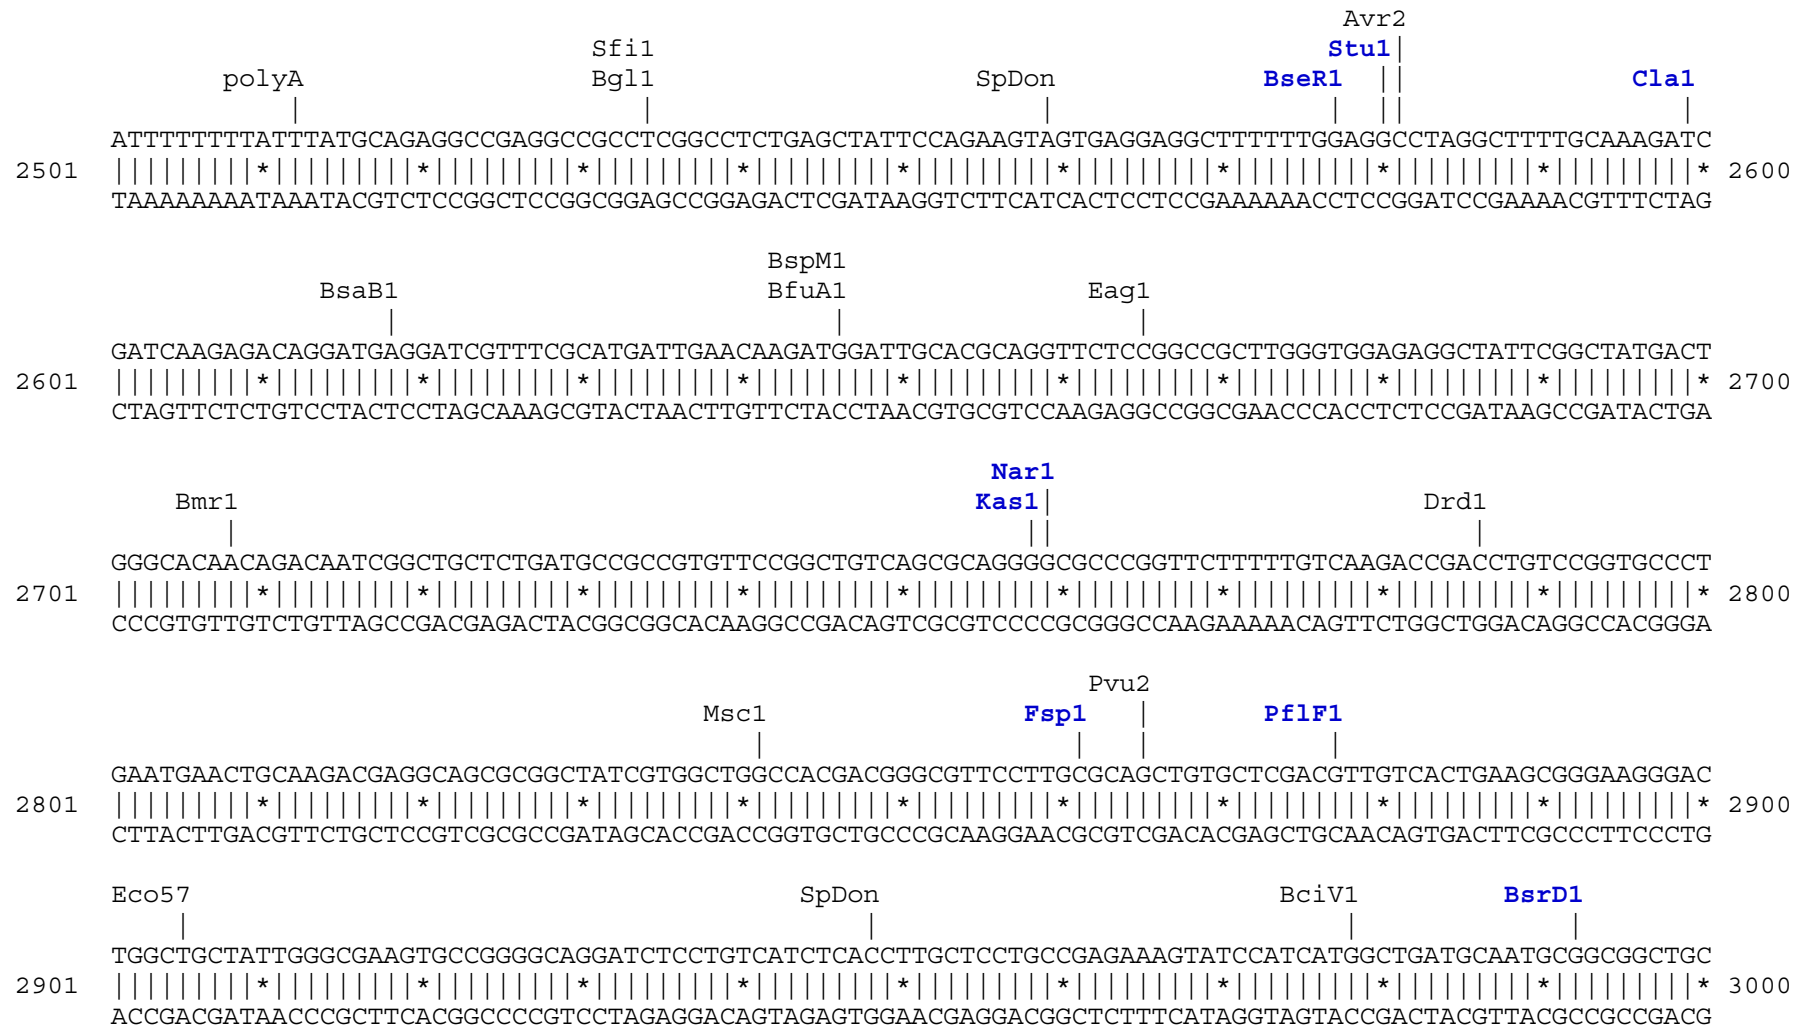 Avr2
Sfi1 Stu1|
polyA Bgl1 SpDon BseR1 || Cla1
| | | | || |
ATTTTTTTTATTTATGCAGAGGCCGAGGCCGCCTCGGCCTCTGAGCTATTCCAGAAGTAGTGAGGAGGCTTTTTTGGAGGCCTAGGCTTTTGCAAAGATC
2501 |||||||||*|||||||||*|||||||||*|||||||||*|||||||||*|||||||||*|||||||||*|||||||||*|||||||||*|||||||||* 2600
TAAAAAAAATAAATACGTCTCCGGCTCCGGCGGAGCCGGAGACTCGATAAGGTCTTCATCACTCCTCCGAAAAAACCTCCGGATCCGAAAACGTTTCTAG
BspM1
BsaB1 BfuA1 Eag1
| | |
GATCAAGAGACAGGATGAGGATCGTTTCGCATGATTGAACAAGATGGATTGCACGCAGGTTCTCCGGCCGCTTGGGTGGAGAGGCTATTCGGCTATGACT
2601 |||||||||*|||||||||*|||||||||*|||||||||*|||||||||*|||||||||*|||||||||*|||||||||*|||||||||*|||||||||* 2700
CTAGTTCTCTGTCCTACTCCTAGCAAAGCGTACTAACTTGTTCTACCTAACGTGCGTCCAAGAGGCCGGCGAACCCACCTCTCCGATAAGCCGATACTGA
Nar1
Bmr1 Kas1| Drd1
| || |
GGGCACAACAGACAATCGGCTGCTCTGATGCCGCCGTGTTCCGGCTGTCAGCGCAGGGGCGCCCGGTTCTTTTTGTCAAGACCGACCTGTCCGGTGCCCT
2701 |||||||||*|||||||||*|||||||||*|||||||||*|||||||||*|||||||||*|||||||||*|||||||||*|||||||||*|||||||||* 2800
CCCGTGTTGTCTGTTAGCCGACGAGACTACGGCGGCACAAGGCCGACAGTCGCGTCCCCGCGGGCCAAGAAAAACAGTTCTGGCTGGACAGGCCACGGGA
Pvu2
Msc1 Fsp1 | PflF1
| | | |
GAATGAACTGCAAGACGAGGCAGCGCGGCTATCGTGGCTGGCCACGACGGGCGTTCCTTGCGCAGCTGTGCTCGACGTTGTCACTGAAGCGGGAAGGGAC
2801 |||||||||*|||||||||*|||||||||*|||||||||*|||||||||*|||||||||*|||||||||*|||||||||*|||||||||*|||||||||* 2900
CTTACTTGACGTTCTGCTCCGTCGCGCCGATAGCACCGACCGGTGCTGCCCGCAAGGAACGCGTCGACACGAGCTGCAACAGTGACTTCGCCCTTCCCTG
Eco57 SpDon BciV1 BsrD1
| | | |
TGGCTGCTATTGGGCGAAGTGCCGGGGCAGGATCTCCTGTCATCTCACCTTGCTCCTGCCGAGAAAGTATCCATCATGGCTGATGCAATGCGGCGGCTGC
2901 |||||||||*|||||||||*|||||||||*|||||||||*|||||||||*|||||||||*|||||||||*|||||||||*|||||||||*|||||||||* 3000
ACCGACGATAACCCGCTTCACGGCCCCGTCCTAGAGGACAGTAGAGTGGAACGAGGACGGCTCTTTCATAGGTAGTACCGACTACGTTACGCCGCCGACG